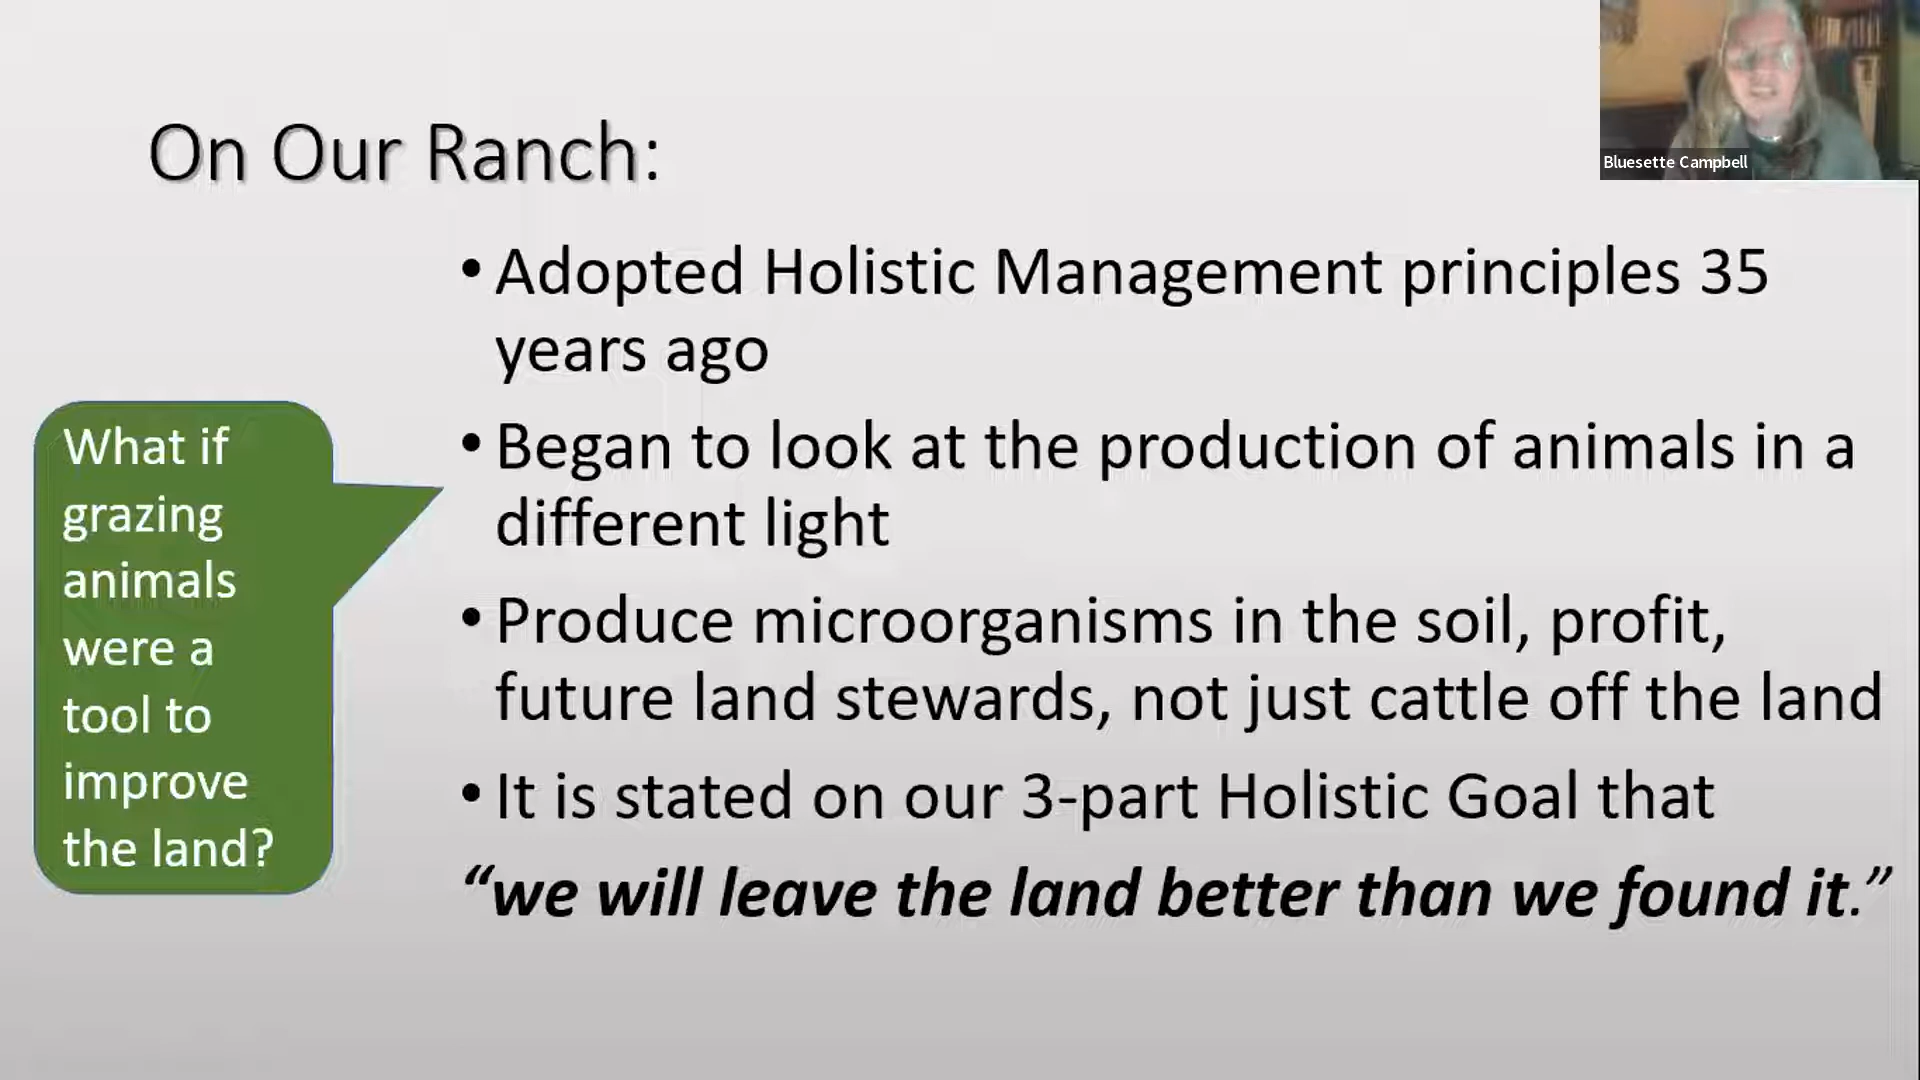 Bluesette Campbell
On Our Ranch:
• Adopted Holistic Management principles 35
years ago
• Began to look at the production of animals in a
different light
• Produce microorganisms in the soil, profit,
future land stewards, not just cattle off the land
• It is stated on our 3-part Holistic Goal that
“we will leave the land better than we found it.”
What if
grazing
animals
were a
tool to
improve
the land?